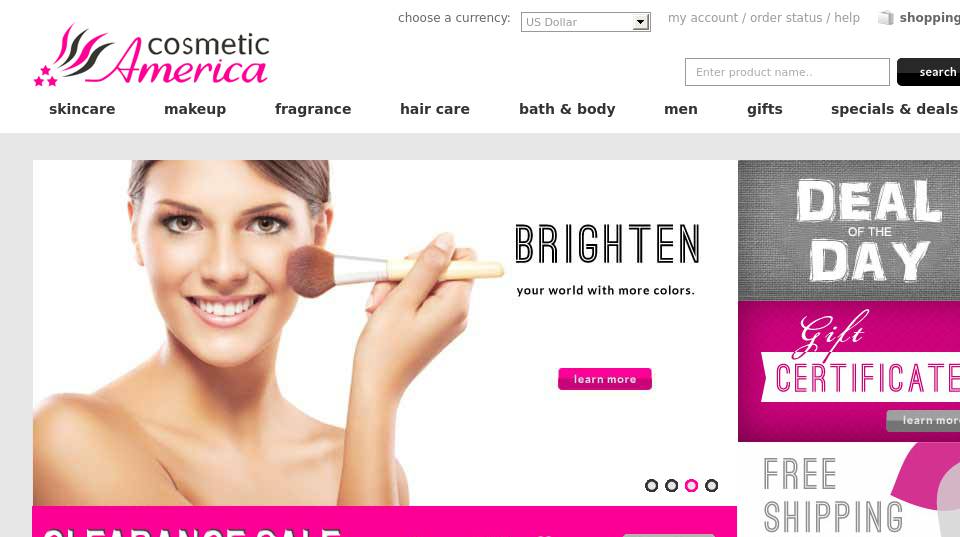 choose a currency: US Dollar my account / order status / help shopping
cosmetic
America
Enter product name.. search
skincare makeup fragrance hair care bath & body men gifts specials & deals
BRIGHTEN
your world with more colors.
learn more
DEAL
OF THE
DAY
Gift
CERTIFICATE
learn more
FREE
SHIPPING
CLEARANCE SALE